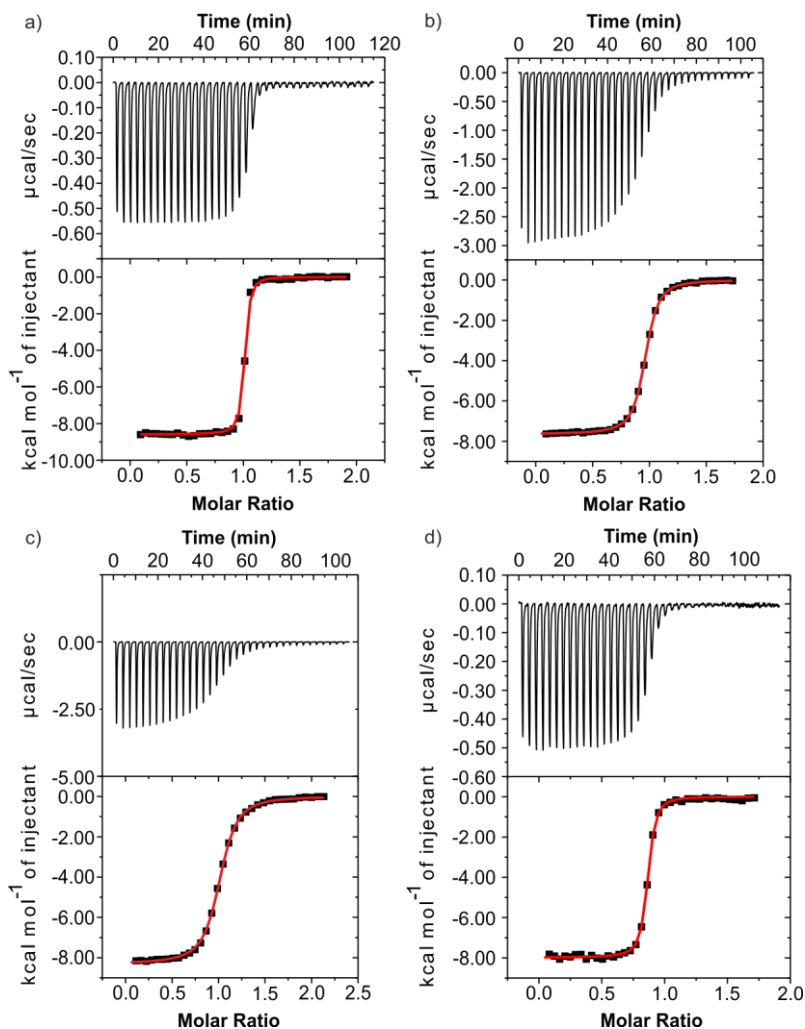 a)
Time (min)
0 20 40 60 80 100 120
0.10
0.00
-0.10
-0.20
-0.30
-0.40
-0.50
-0.60
µcal/sec
0.00
-2.00
-4.00
-6.00
-8.00
-10.00
kcal mol⁻¹ of injectant
0.0 0.5 1.0 1.5 2.0
Molar Ratio
b)
Time (min)
0 20 40 60 80 100
0.00
-0.50
-1.00
-1.50
-2.00
-2.50
-3.00
µcal/sec
0.00
-2.00
-4.00
-6.00
-8.00
kcal mol⁻¹ of injectant
0.0 0.5 1.0 1.5 2.0
Molar Ratio
c)
Time (min)
0 20 40 60 80 100
0.00
-2.50
-5.00
µcal/sec
0.00
-2.00
-4.00
-6.00
-8.00
kcal mol⁻¹ of injectant
0.0 0.5 1.0 1.5 2.0 2.5
Molar Ratio
d)
Time (min)
0 20 40 60 80 100
0.10
0.00
-0.10
-0.20
-0.30
-0.40
-0.50
-0.60
µcal/sec
0.00
-2.00
-4.00
-6.00
-8.00
kcal mol⁻¹ of injectant
0.0 0.5 1.0 1.5 2.0
Molar Ratio